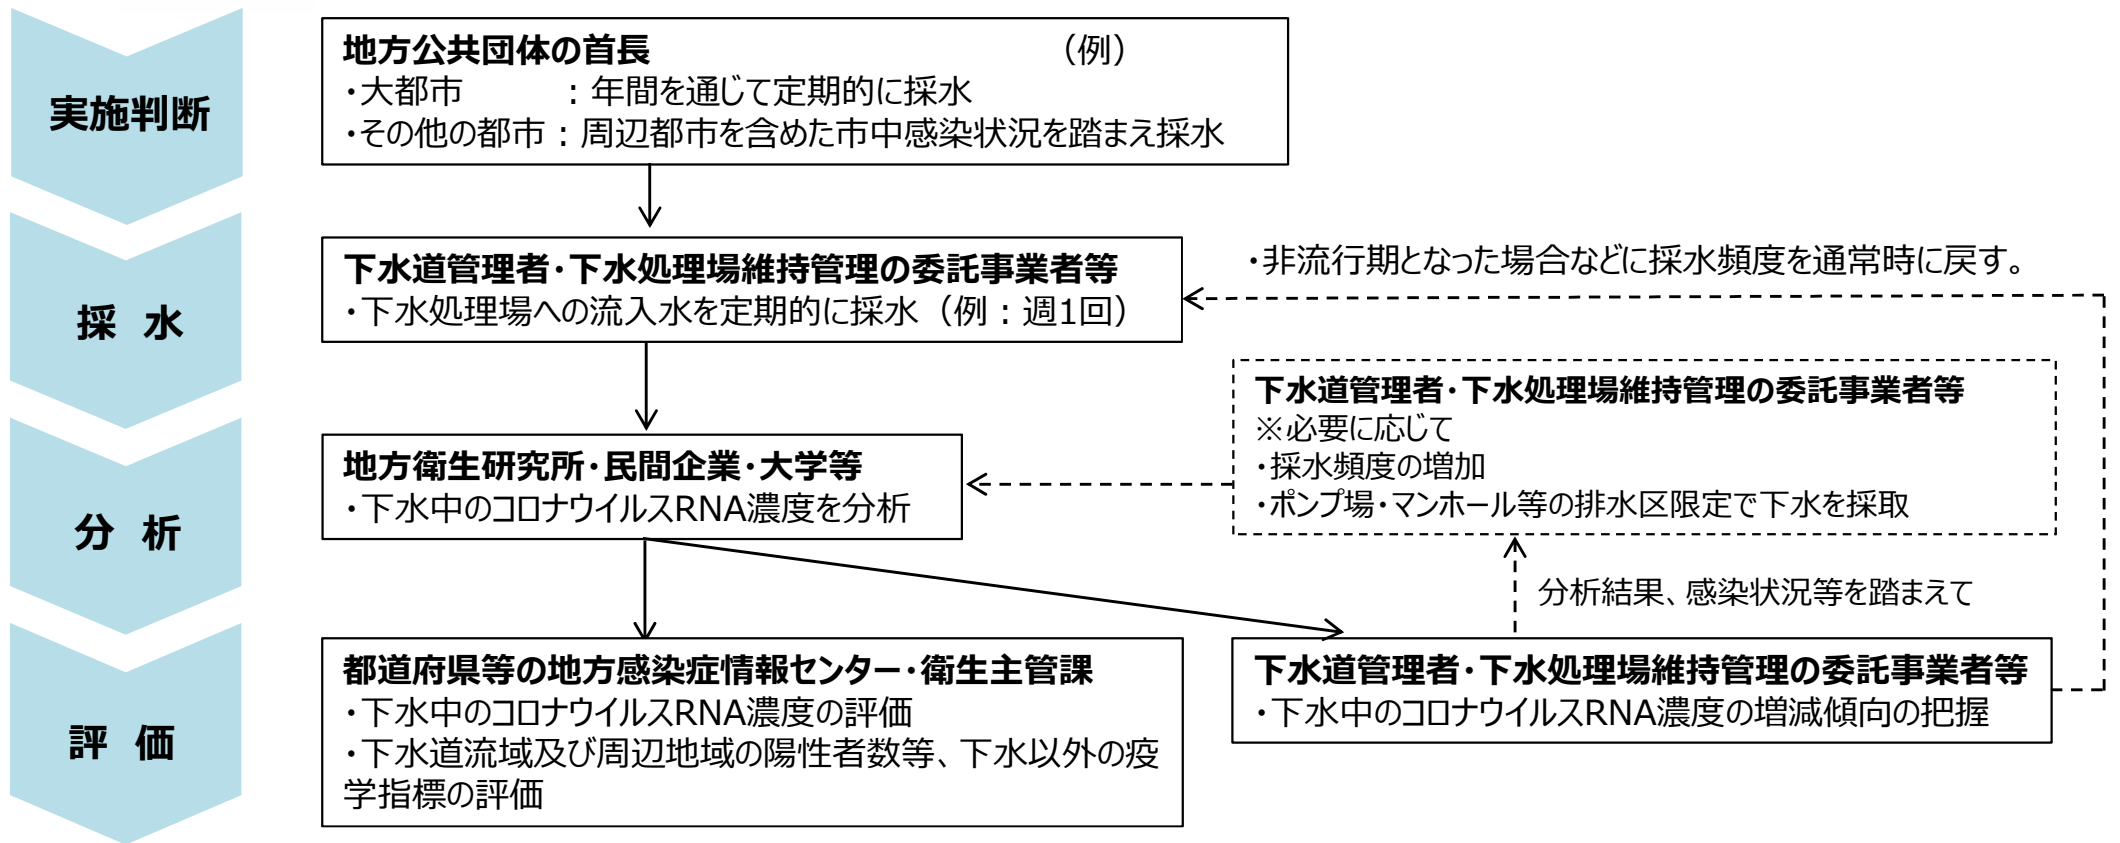 実施判断
地方公共団体の首長 （例）
・大都市 ：年間を通じて定期的に採水
・その他の都市：周辺都市を含めた市中感染状況を踏まえ採水
採 水
下水道管理者・下水処理場維持管理の委託事業者等
・下水処理場への流入水を定期的に採水（例：週1回）
・非流行期となった場合などに採水頻度を通常時に戻す。
下水道管理者・下水処理場維持管理の委託事業者等
※必要に応じて
・採水頻度の増加
・ポンプ場・マンホール等の排水区限定で下水を採取
分 析
地方衛生研究所・民間企業・大学等
・下水中のコロナウイルスRNA濃度を分析
分析結果、感染状況等を踏まえて
評 価
都道府県等の地方感染症情報センター・衛生主管課
・下水中のコロナウイルスRNA濃度の評価
・下水道流域及び周辺地域の陽性者数等、下水以外の疫
学指標の評価
下水道管理者・下水処理場維持管理の委託事業者等
・下水中のコロナウイルスRNA濃度の増減傾向の把握